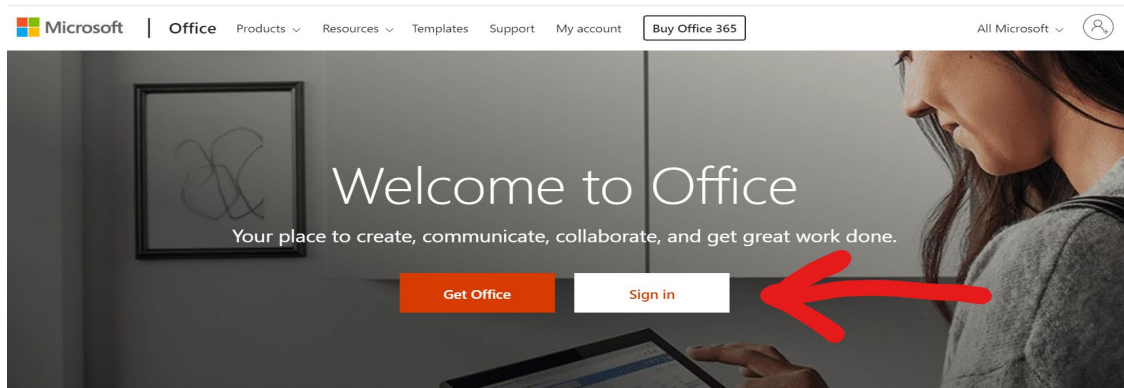 Microsoft | Office Products Resources Templates Support My account Buy Office 365 All Microsoft
Welcome to Office
Your place to create, communicate, collaborate, and get great work done.
Get Office Sign in